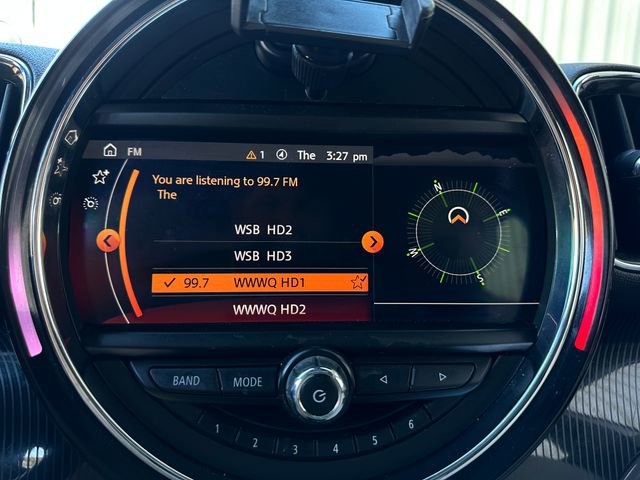 FM 1 The 3:27 pm
You are listening to 99.7 FM
The
WSB HD2
WSB HD3
99.7 WWWQ HD1
WWWQ HD2
N
E
W
S
BAND MODE
1 2 3 4 5 6